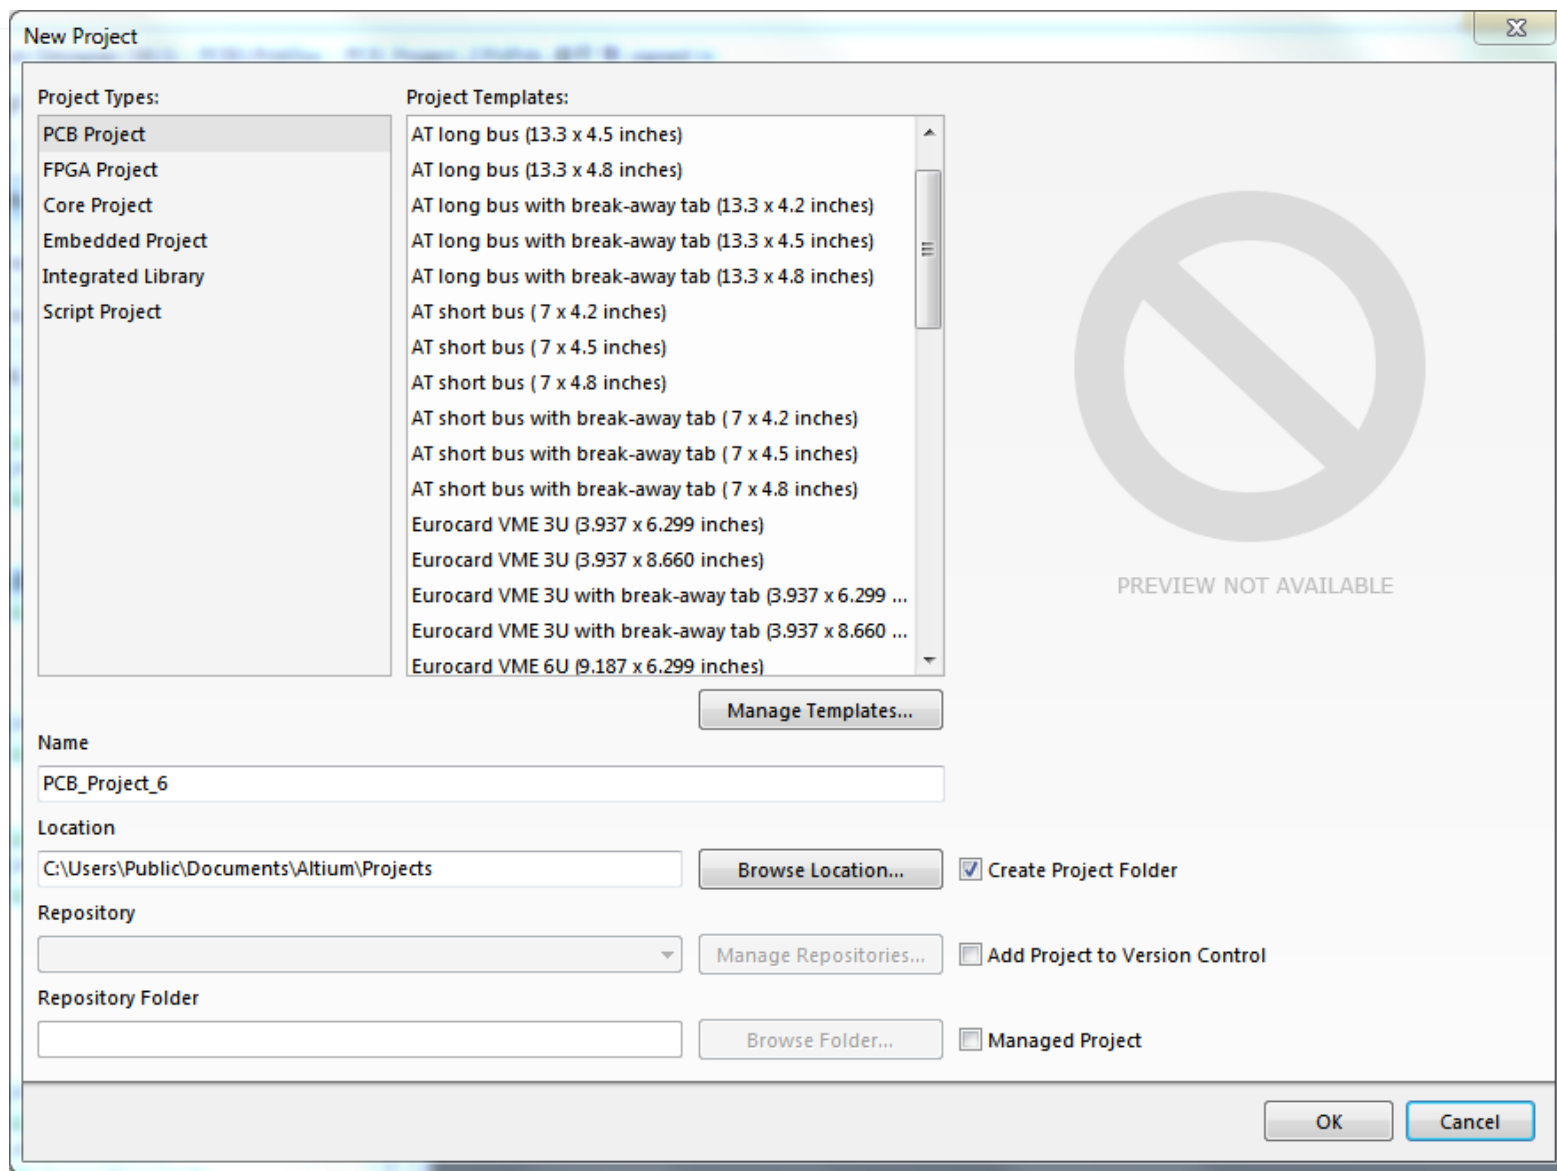 New Project
Project Types:
PCB Project
FPGA Project
Core Project
Embedded Project
Integrated Library
Script Project
Project Templates:
AT long bus (13.3 x 4.5 inches)
AT long bus (13.3 x 4.8 inches)
AT long bus with break-away tab (13.3 x 4.2 inches)
AT long bus with break-away tab (13.3 x 4.5 inches)
AT long bus with break-away tab (13.3 x 4.8 inches)
AT short bus ( 7 x 4.2 inches)
AT short bus ( 7 x 4.5 inches)
AT short bus ( 7 x 4.8 inches)
AT short bus with break-away tab ( 7 x 4.2 inches)
AT short bus with break-away tab ( 7 x 4.5 inches)
AT short bus with break-away tab ( 7 x 4.8 inches)
Eurocard VME 3U (3.937 x 6.299 inches)
Eurocard VME 3U (3.937 x 8.660 inches)
Eurocard VME 3U with break-away tab (3.937 x 6.299 ...
Eurocard VME 3U with break-away tab (3.937 x 8.660 ...
Eurocard VME 6U (9.187 x 6.299 inches)
PREVIEW NOT AVAILABLE
Manage Templates...
Name
PCB_Project_6
Location
C:\Users\Public\Documents\Altium\Projects
Browse Location...
Create Project Folder
Repository
Manage Repositories...
Add Project to Version Control
Repository Folder
Browse Folder...
Managed Project
OK
Cancel